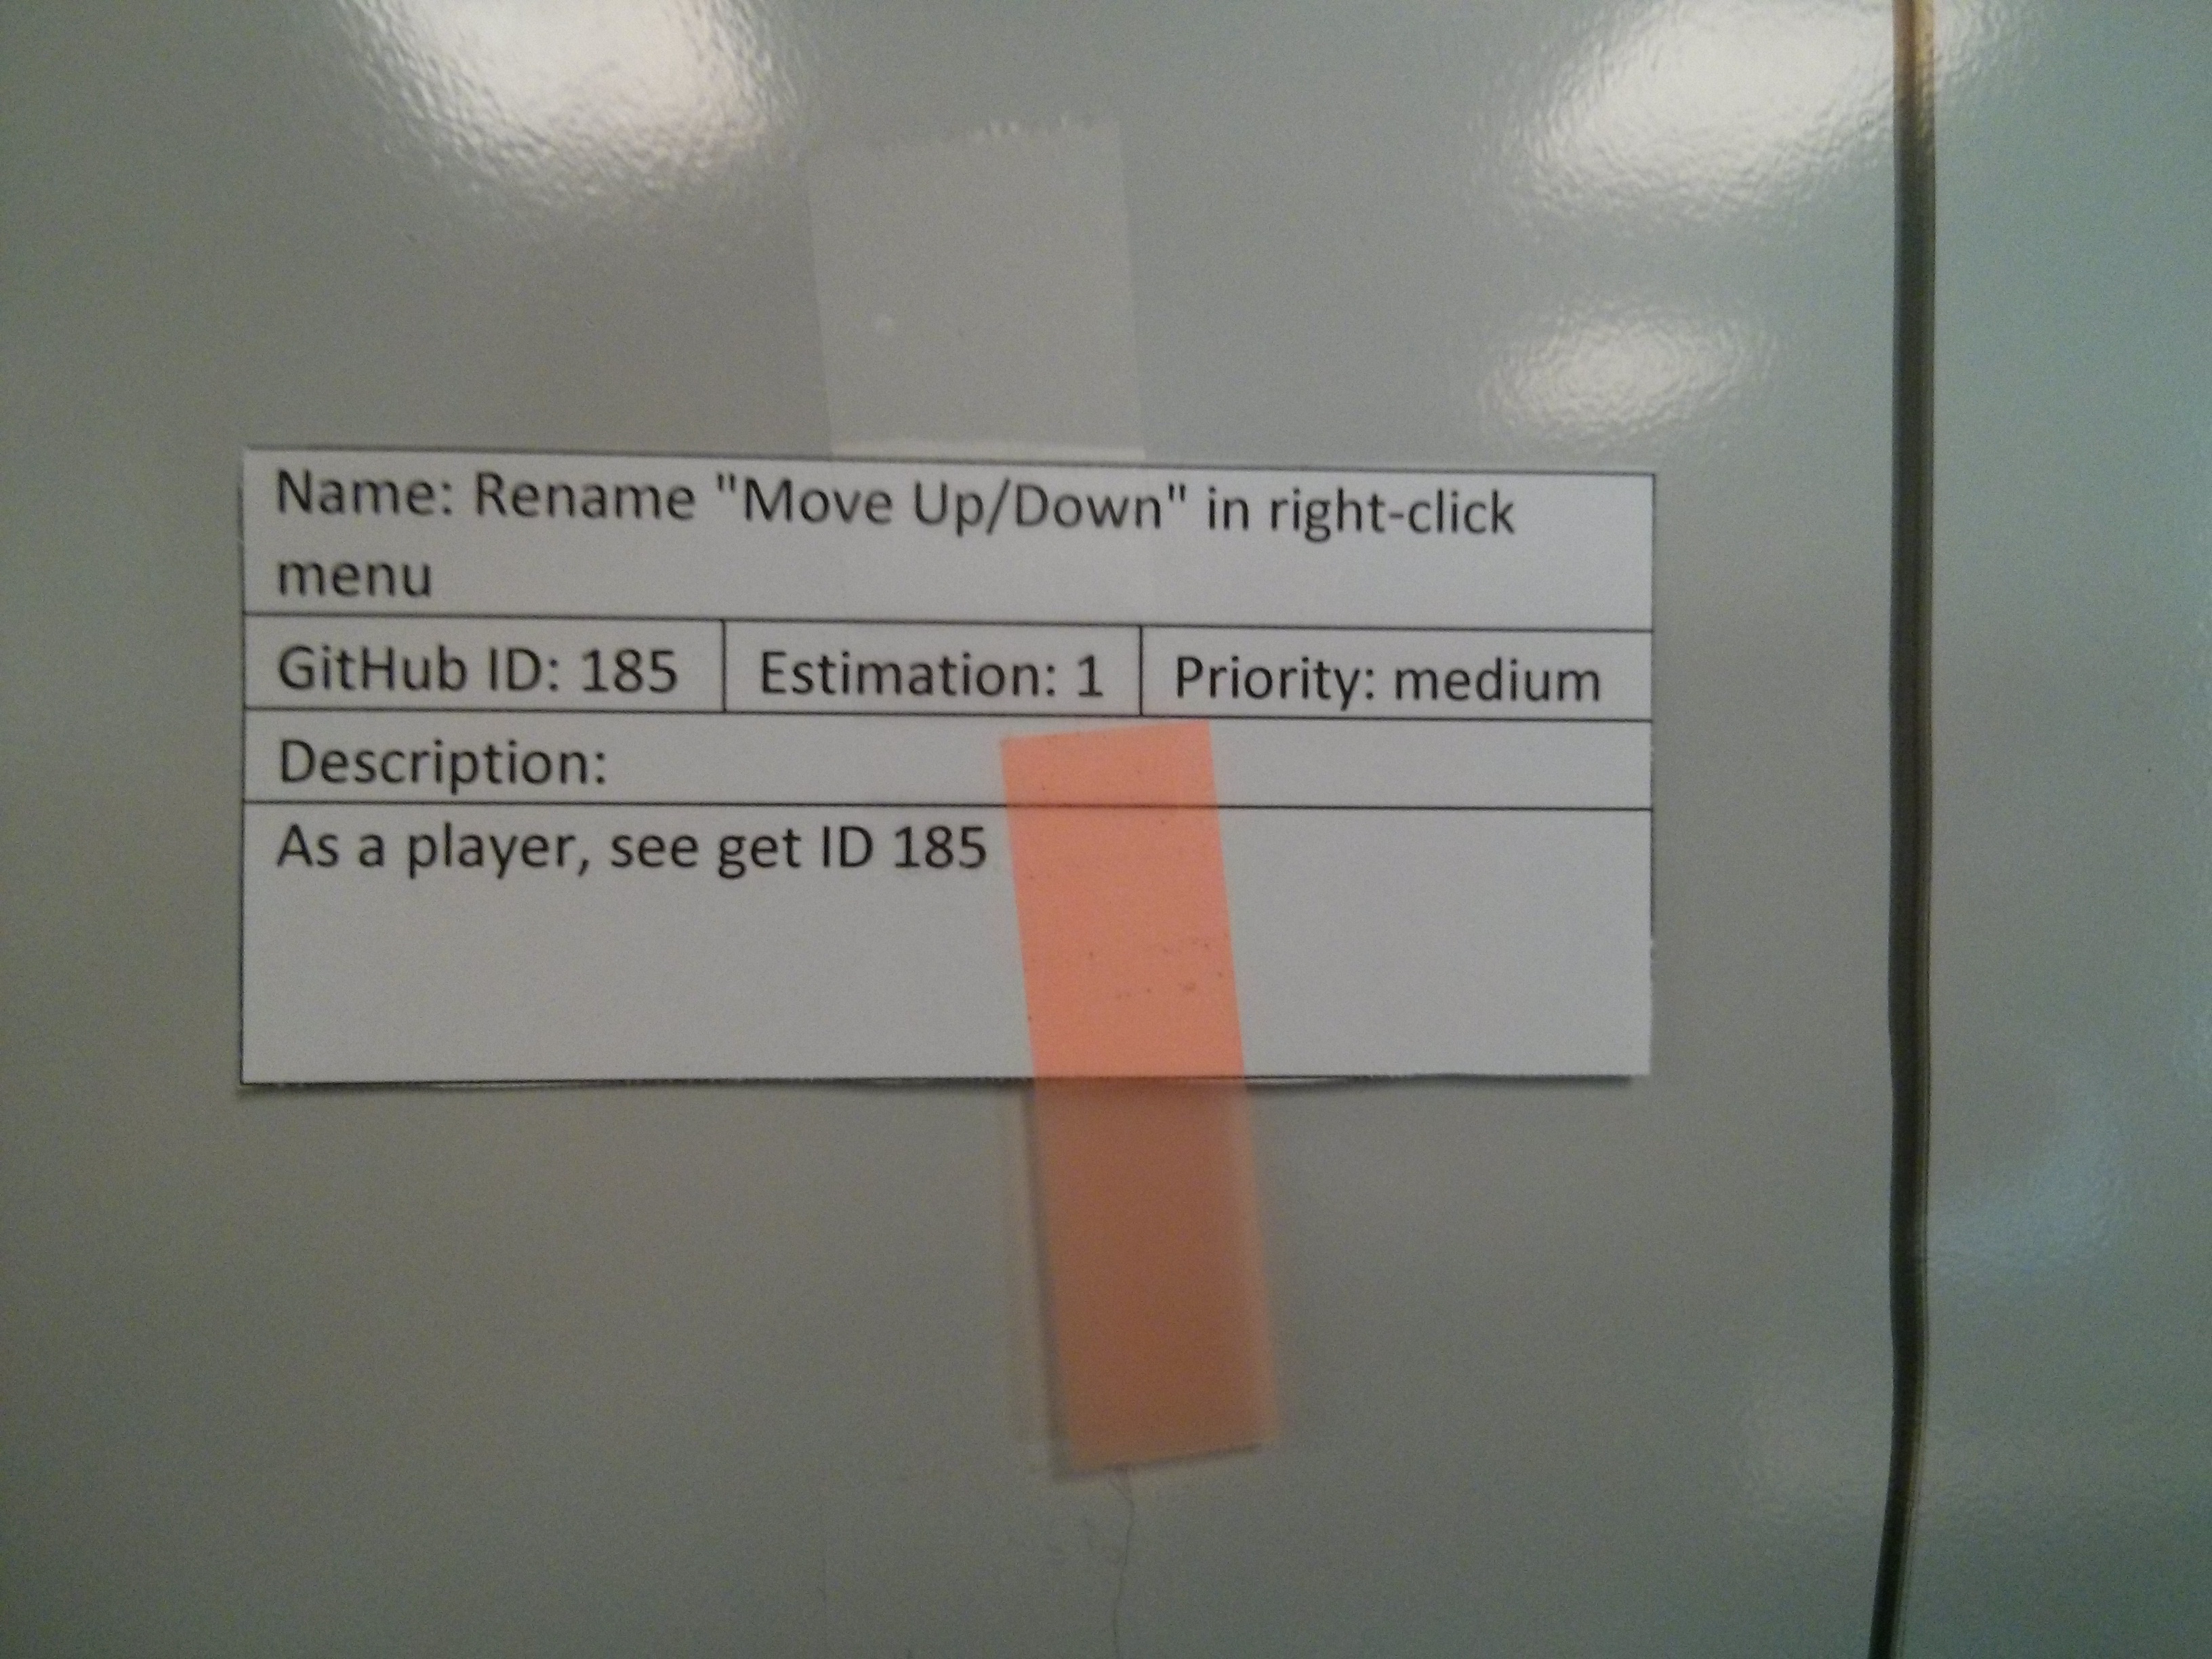 Name: Rename "Move Up/Down" in right-click
menu
GitHub ID: 185 Estimation: 1 Priority: medium
Description:
As a player, see get ID 185